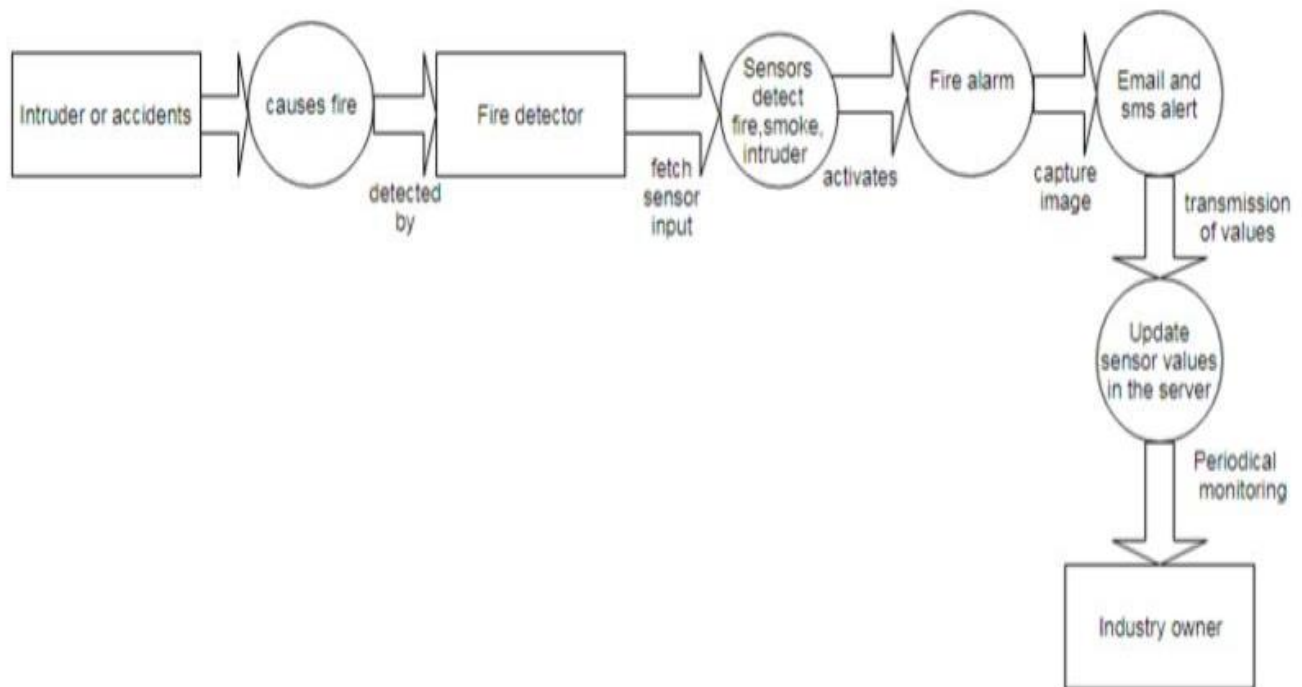 Intruder or accidents
causes fire
detected
by
Fire detector
fetch
sensor
input
Sensors
detect
fire,smoke,
intruder
activates
Fire alarm
capture
image
Email and
sms alert
transmission
of values
Update
sensor values
in the server
Periodical
monitoring
Industry owner